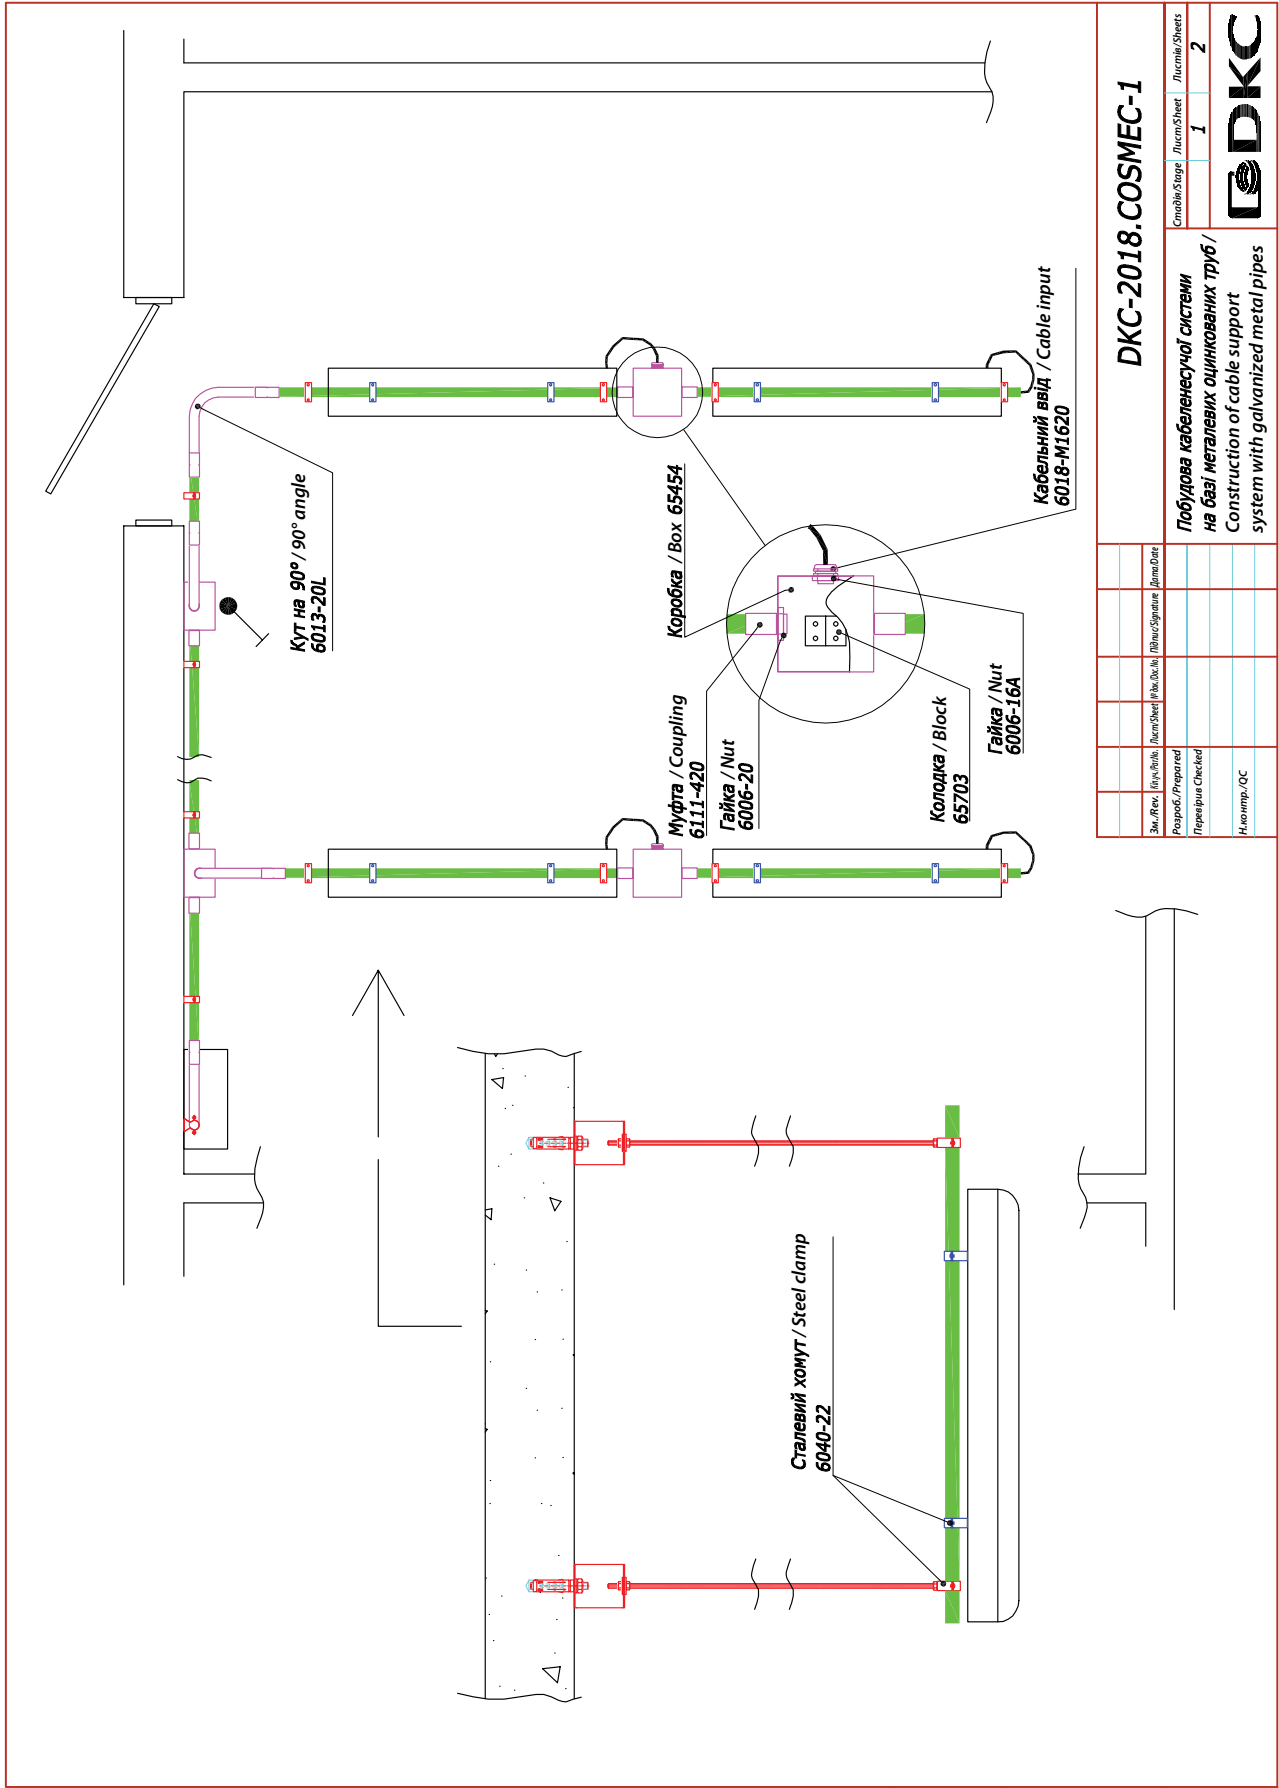 Кут на 90° / 90° angle
6013-20L
Коробка / Box 65454
Кабельний ввід / Cable input
6018-M1620
Муфта / Coupling
6111-420
Гайка / Nut
6006-20
Колодка / Block
65703
Гайка / Nut
6006-16A
Сталевий хомут / Steel clamp
6040-22
DKC-2018.COSMEC-1
Зм./Rev.
Лист/Sheet
№ док./Doc.No.
Підпис/Signature
Дата/Date
Розроб./Prepared
Перевірив Checked
Н.контр./QC
Побудова кабеленесучої системи
на базі металевих оцинкованих труб /
Construction of cable support
system with galvanized metal pipes
Стадія/Stage
Лист/Sheet
Листів/Sheets
1
2
DKC